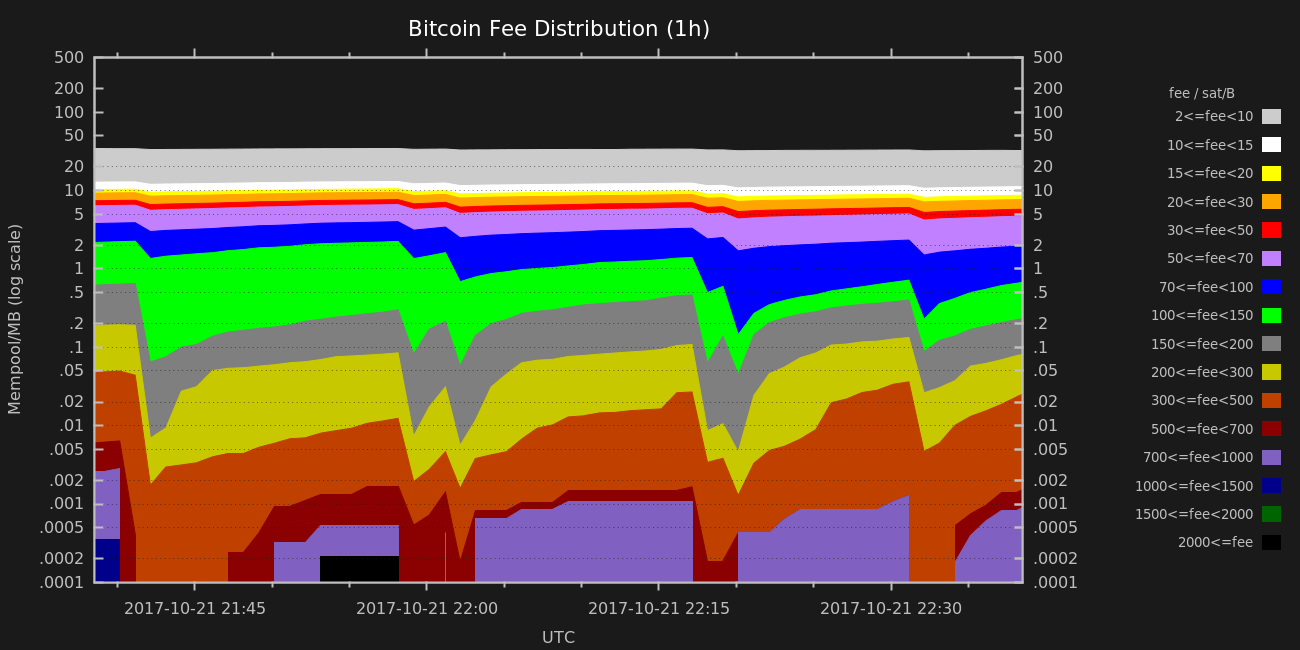 Bitcoin Fee Distribution (1h)
500 500
200 200
100 100
50 50
20 20
10 10
5 5
2 2
1 1
.5 .5
.2 .2
.1 .1
.05 .05
.02 .02
.01 .01
.005 .005
.002 .002
.001 .001
.0005 .0005
.0002 .0002
.0001 .0001
Mempool/MB (log scale)
2017-10-21 21:45 2017-10-21 22:00 2017-10-21 22:15 2017-10-21 22:30
UTC
fee / sat/B
2<=fee<10
10<=fee<15
15<=fee<20
20<=fee<30
30<=fee<50
50<=fee<70
70<=fee<100
100<=fee<150
150<=fee<200
200<=fee<300
300<=fee<500
500<=fee<700
700<=fee<1000
1000<=fee<1500
1500<=fee<2000
2000<=fee